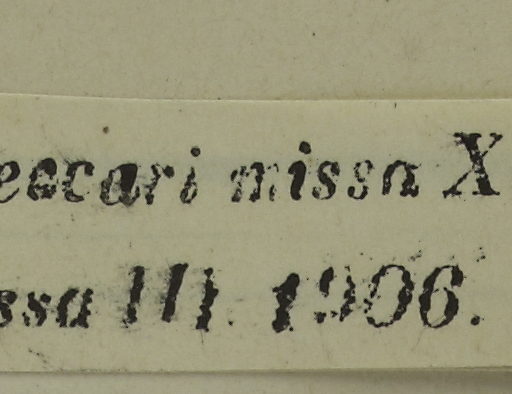 eccari missa X
ssa III. 1906.